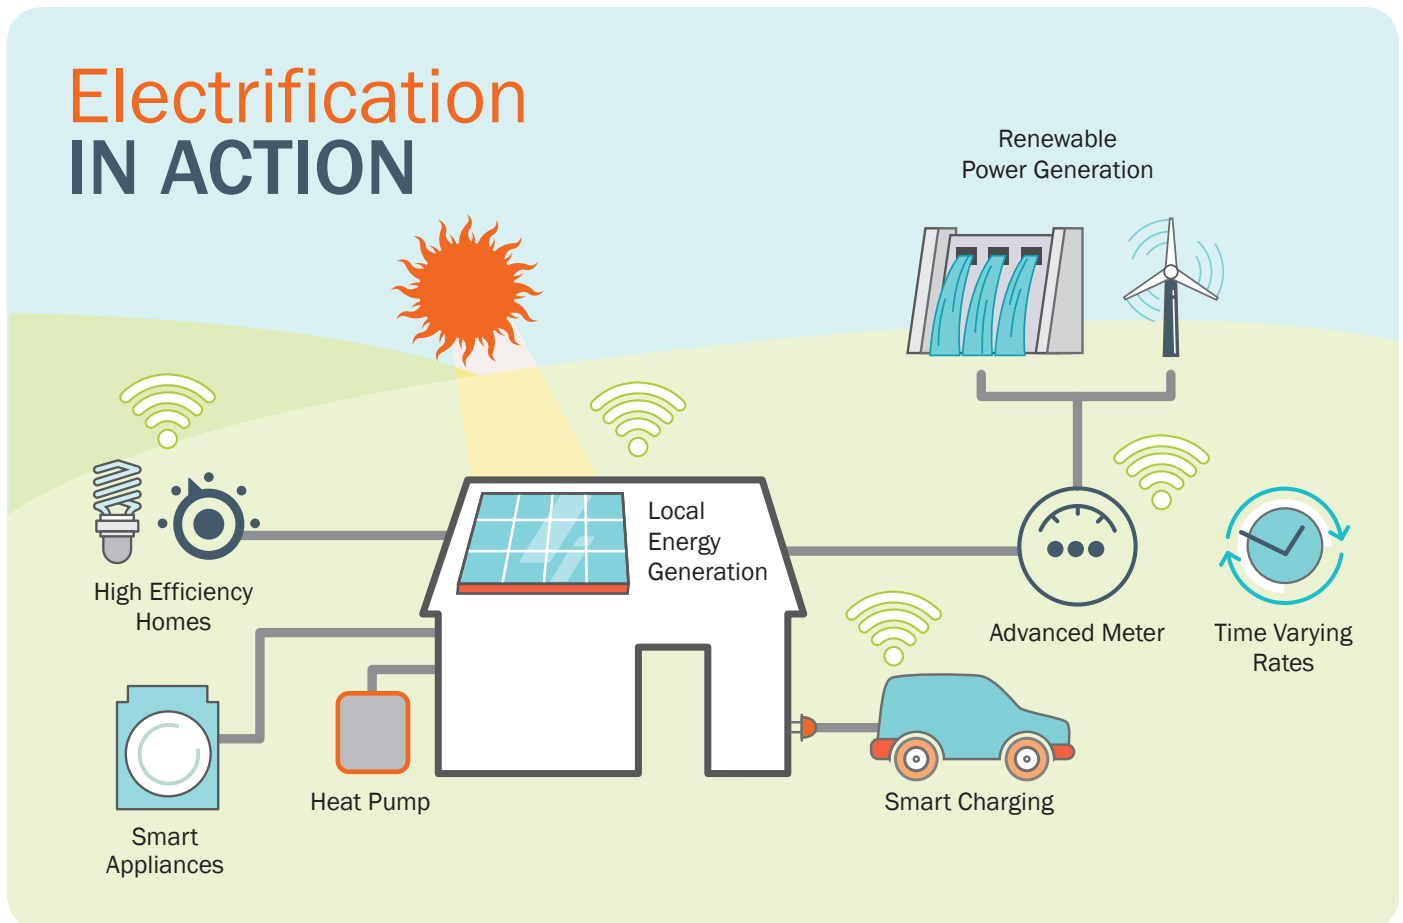 Electrification
IN ACTION
Renewable
Power Generation
Local
Energy
Generation
High Efficiency
Homes
Advanced Meter
Time Varying
Rates
Heat Pump
Smart Charging
Smart
Appliances